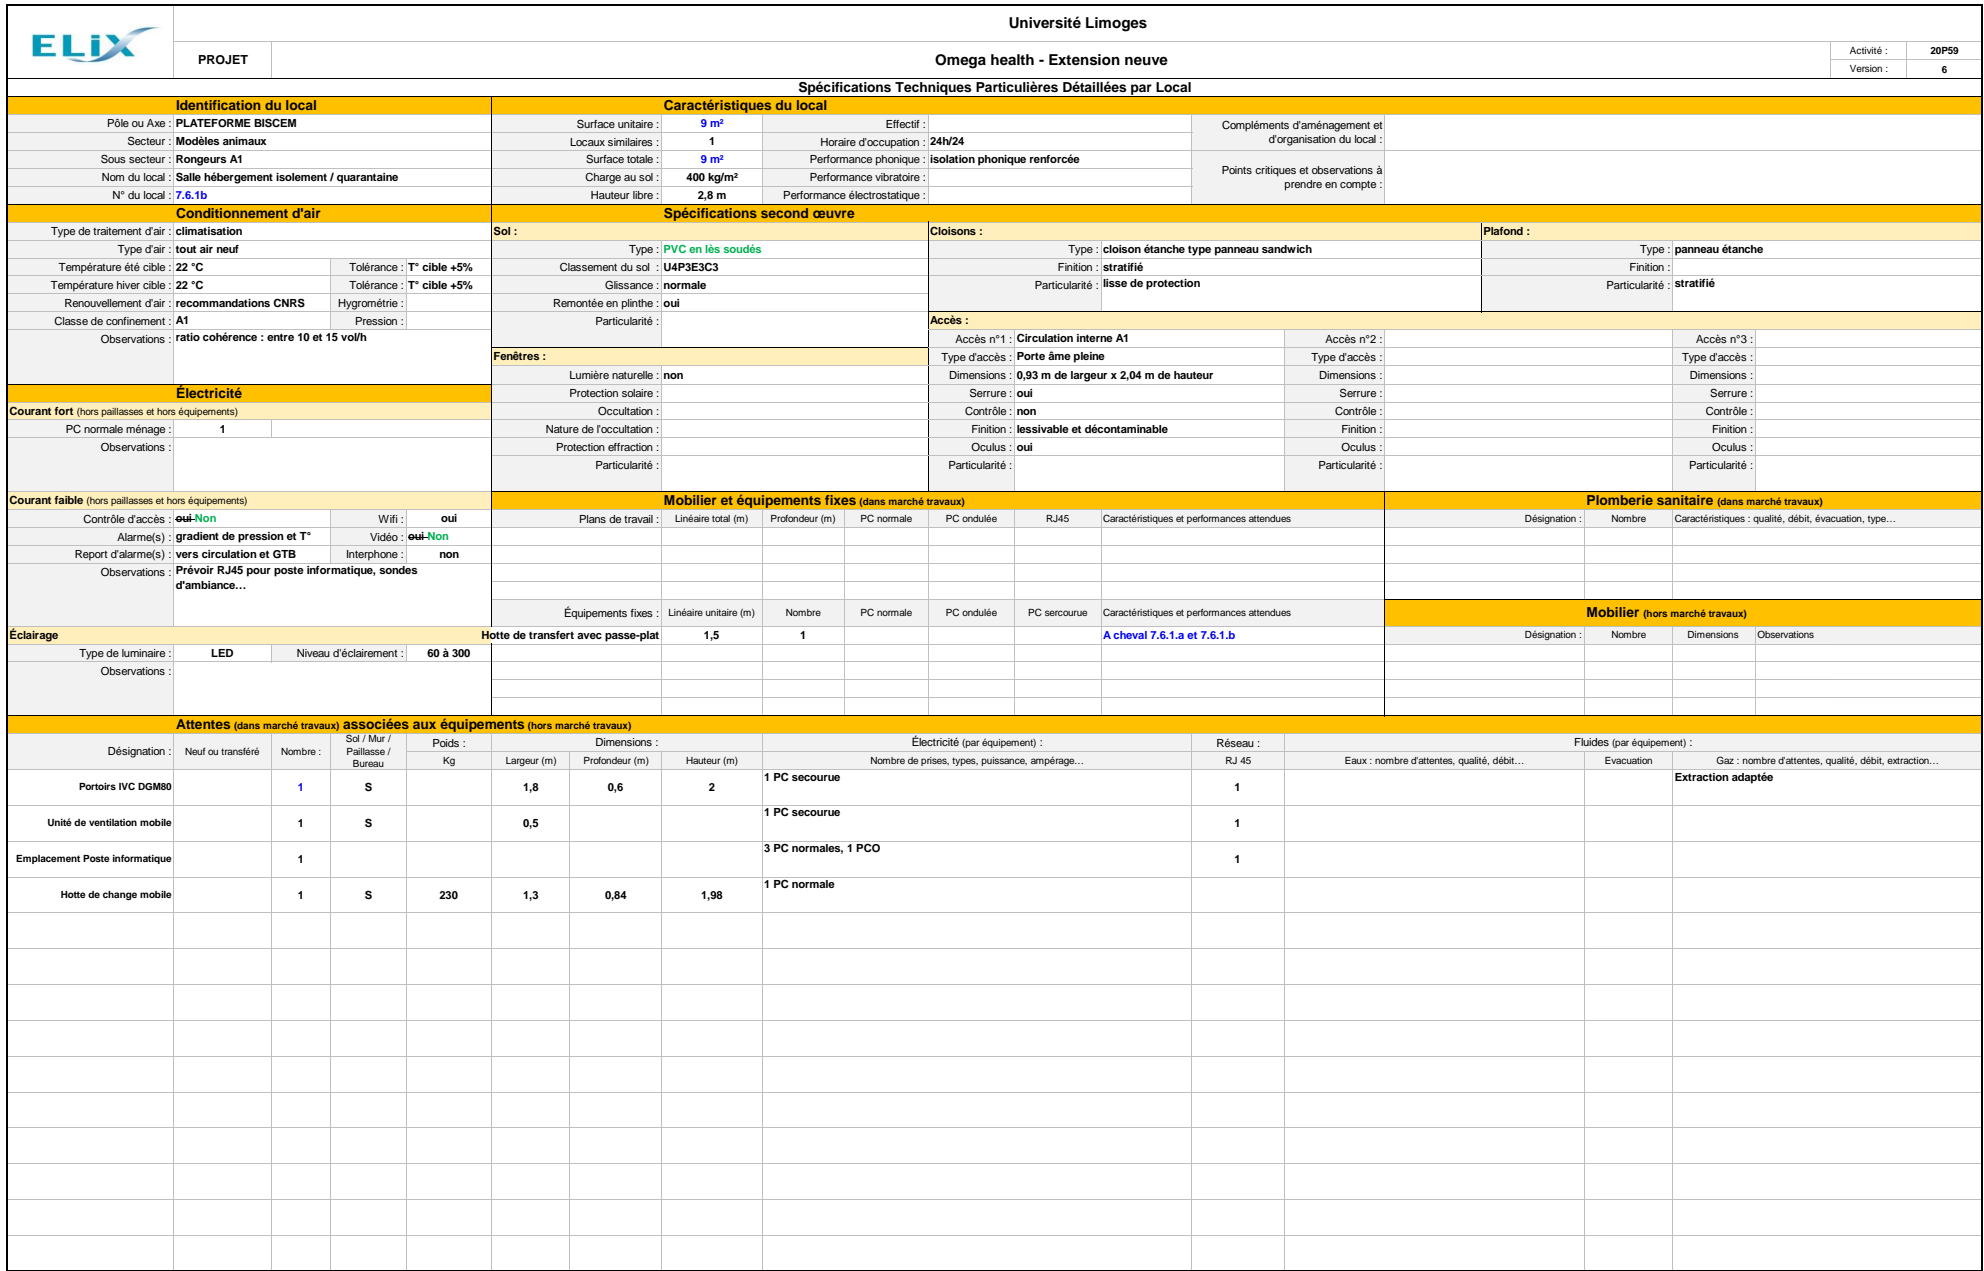 ELiX
Université Limoges
PROJET
Omega health - Extension neuve
Activité :
20P59
Version :
6
Spécifications Techniques Particulières Détaillées par Local
Identification du local
Pôle ou Axe : PLATEFORME BISCEM
Secteur : Modèles animaux
Sous secteur : Rongeurs A1
Nom du local : Salle hébergement isolement / quarantaine
N° du local : 7.6.1b
Caractéristiques du local
Surface unitaire : 9 m² Effectif :
Locaux similaires : 1 Horaire d'occupation : 24h/24
Surface totale : 9 m² Performance phonique : isolation phonique renforcée
Charge au sol : 400 kg/m² Performance vibratoire :
Hauteur libre : 2,8 m Performance électrostatique :
Compléments d'aménagement et
d'organisation du local :
Points critiques et observations à
prendre en compte :
Conditionnement d'air
Type de traitement d'air : climatisation
Type d'air : tout air neuf
Température été cible : 22 °C Tolérance : T° cible +5%
Température hiver cible : 22 °C Tolérance : T° cible +5%
Renouvellement d'air : recommandations CNRS Hygrométrie :
Classe de confinement : A1 Pression :
Observations : ratio cohérence : entre 10 et 15 vol/h
Spécifications second œuvre
Sol :
Type : PVC en lès soudés
Classement du sol : U4P3E3C3
Glissance : normale
Remontée en plinthe : oui
Particularité :
Cloisons :
Type : cloison étanche type panneau sandwich
Finition : stratifié
Particularité : lisse de protection
Plafond :
Type : panneau étanche
Finition :
Particularité : stratifié
Fenêtres :
Lumière naturelle : non
Protection solaire :
Occultation :
Nature de l'occultation :
Protection effraction :
Particularité :
Accès :
Accès n°1 : Circulation interne A1 Accès n°2 : Accès n°3 :
Type d'accès : Porte âme pleine Type d'accès : Type d'accès :
Dimensions : 0,93 m de largeur x 2,04 m de hauteur Dimensions : Dimensions :
Serrure : oui Serrure : Serrure :
Contrôle : non Contrôle : Contrôle :
Finition : lessivable et décontaminable Finition : Finition :
Oculus : oui Oculus : Oculus :
Particularité : Particularité : Particularité :
Électricité
Courant fort (hors paillasses et hors équipements)
PC normale ménage : 1
Observations :
Courant faible (hors paillasses et hors équipements)
Contrôle d'accès : oui Non Wifi : oui
Alarme(s) : gradient de pression et T° Vidéo : oui Non
Report d'alarme(s) : vers circulation et GTB Interphone : non
Observations : Prévoir RJ45 pour poste informatique, sondes
d'ambiance…
Éclairage
Type de luminaire : LED Niveau d'éclairement : 60 à 300
Observations :
Mobilier et équipements fixes (dans marché travaux)
Plans de travail : Linéaire total (m) Profondeur (m) PC normale PC ondulée RJ45 Caractéristiques et performances attendues
Équipements fixes : Linéaire unitaire (m) Nombre PC normale PC ondulée PC sercourue Caractéristiques et performances attendues
Hotte de transfert avec passe-plat 1,5 1 A cheval 7.6.1.a et 7.6.1.b
Plomberie sanitaire (dans marché travaux)
Désignation : Nombre Caractéristiques : qualité, débit, évacuation, type…
Mobilier (hors marché travaux)
Désignation : Nombre Dimensions Observations
Attentes (dans marché travaux) associées aux équipements (hors marché travaux)
Désignation : Neuf ou transféré Nombre : Sol / Mur /
Paillasse /
Bureau
Poids : Dimensions : Électricité (par équipement) : Réseau : Fluides (par équipement) :
Kg Largeur (m) Profondeur (m) Hauteur (m) Nombre de prises, types, puissance, ampérage… RJ 45 Eaux : nombre d'attentes, qualité, débit… Evacuation Gaz : nombre d'attentes, qualité, débit, extraction…
Portoirs IVC DGM80 1 S 1,8 0,6 2 1 PC secourue 1 Extraction adaptée
Unité de ventilation mobile 1 S 0,5 1 PC secourue 1
Emplacement Poste informatique 1 3 PC normales, 1 PCO 1
Hotte de change mobile 1 S 230 1,3 0,84 1,98 1 PC normale